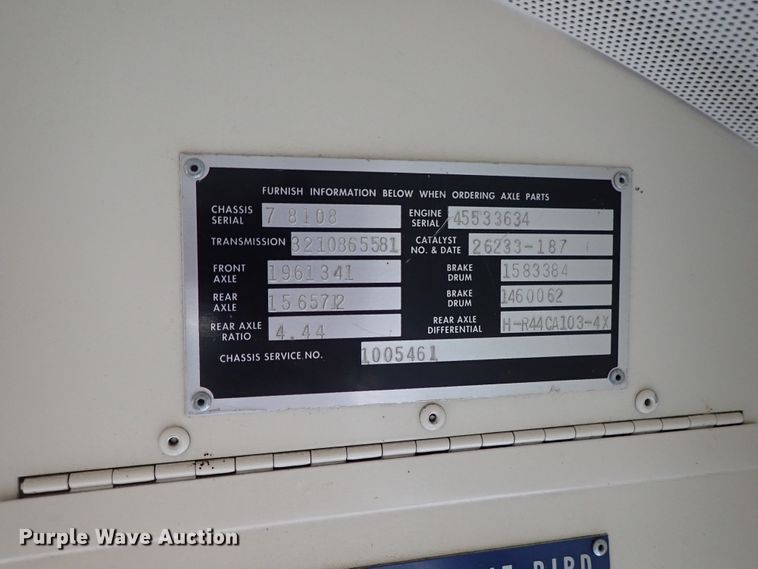 FURNISH INFORMATION BELOW WHEN ORDERING AXLE PARTS
CHASSIS SERIAL 7 8108 ENGINE SERIAL 45533634
TRANSMISSION 3210865581 CATALYST NO. & DATE 26233-187
FRONT AXLE 1961341 BRAKE DRUM 1583384
REAR AXLE 1565712 BRAKE DRUM 1460062
REAR AXLE RATIO 4.44 REAR AXLE DIFFERENTIAL H-R44CA103-4X
CHASSIS SERVICE NO. 1005461
BIRD
Purple Wave Auction